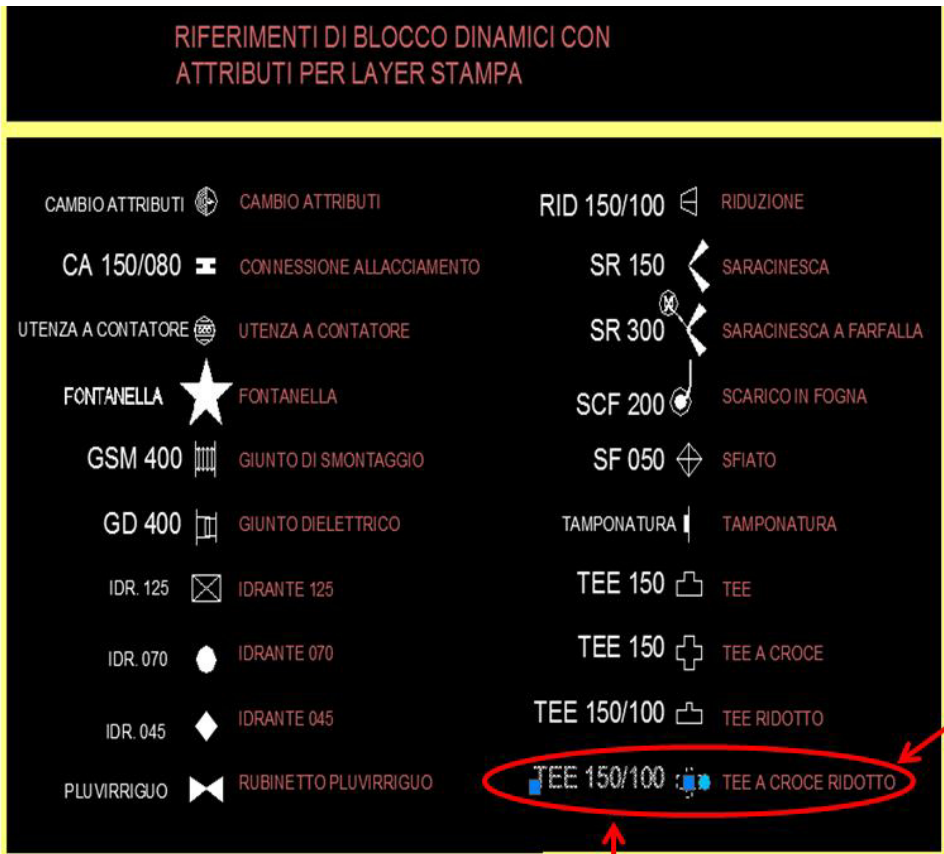 RIFERIMENTI DI BLOCCO DINAMICI CON
ATTRIBUTI PER LAYER STAMPA
CAMBIO ATTRIBUTI CAMBIO ATTRIBUTI
CA 150/080 CONNESSIONE ALLACCIAMENTO
UTENZA A CONTATORE UTENZA A CONTATORE
FONTANELLA FONTANELLA
GSM 400 GIUNTO DI SMONTAGGIO
GD 400 GIUNTO DIELETTRICO
IDR. 125 IDRANTE 125
IDR. 070 IDRANTE 070
IDR. 045 IDRANTE 045
PLUVIRRIGUO RUBINETTO PLUVIRRIGUO
RID 150/100 RIDUZIONE
SR 150 SARACINESCA
SR 300 SARACINESCA A FARFALLA
SCF 200 SCARICO IN FOGNA
SF 050 SFIATO
TAMPONATURA TAMPONATURA
TEE 150 TEE
TEE 150 TEE A CROCE
TEE 150/100 TEE RIDOTTO
TEE 150/100 TEE A CROCE RIDOTTO